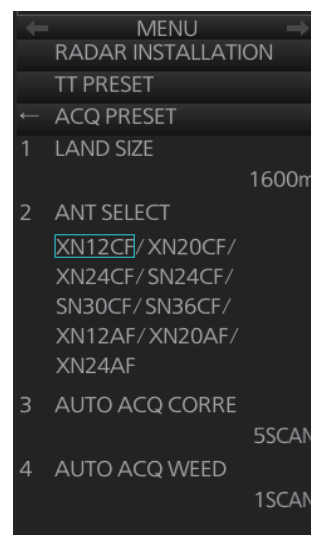 ← MENU →
RADAR INSTALLATION
TT PRESET
← ACQ PRESET
1 LAND SIZE
1600m
2 ANT SELECT
XN12CF/XN20CF/
XN24CF/SN24CF/
SN30CF/SN36CF/
XN12AF/XN20AF/
XN24AF
3 AUTO ACQ CORRE
5SCAN
4 AUTO ACQ WEED
1SCAN